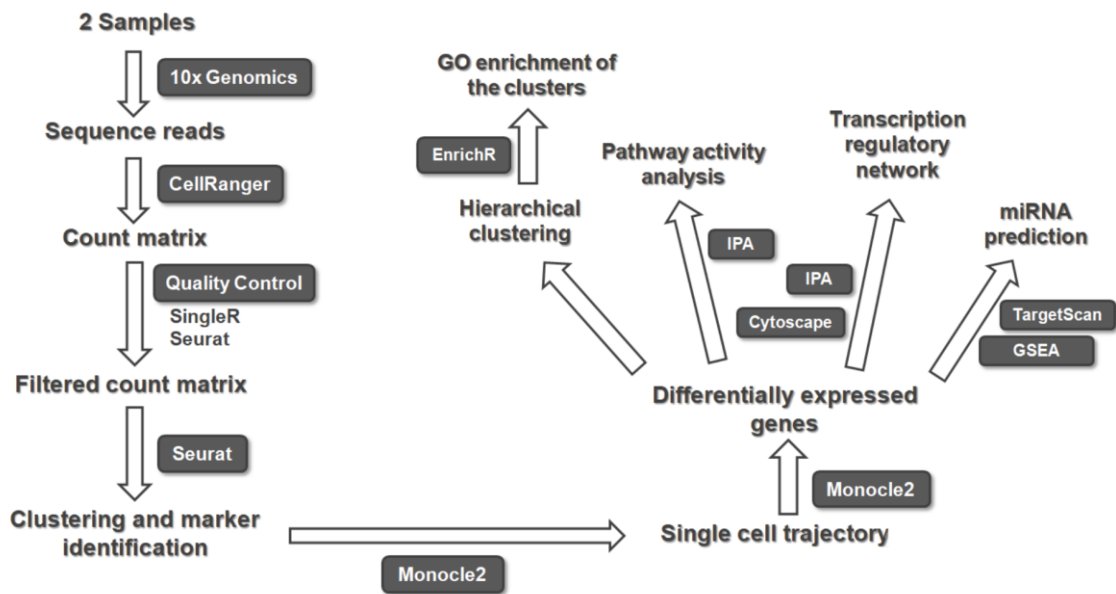 2 Samples
10x Genomics
Sequence reads
CellRanger
Count matrix
Quality Control
SingleR
Seurat
Filtered count matrix
Seurat
Clustering and marker
identification
Monocle2
Single cell trajectory
Monocle2
Differentially expressed
genes
Hierarchical
clustering
EnrichR
GO enrichment of
the clusters
IPA
Pathway activity
analysis
IPA
Cytoscape
Transcription
regulatory
network
TargetScan
GSEA
miRNA
prediction